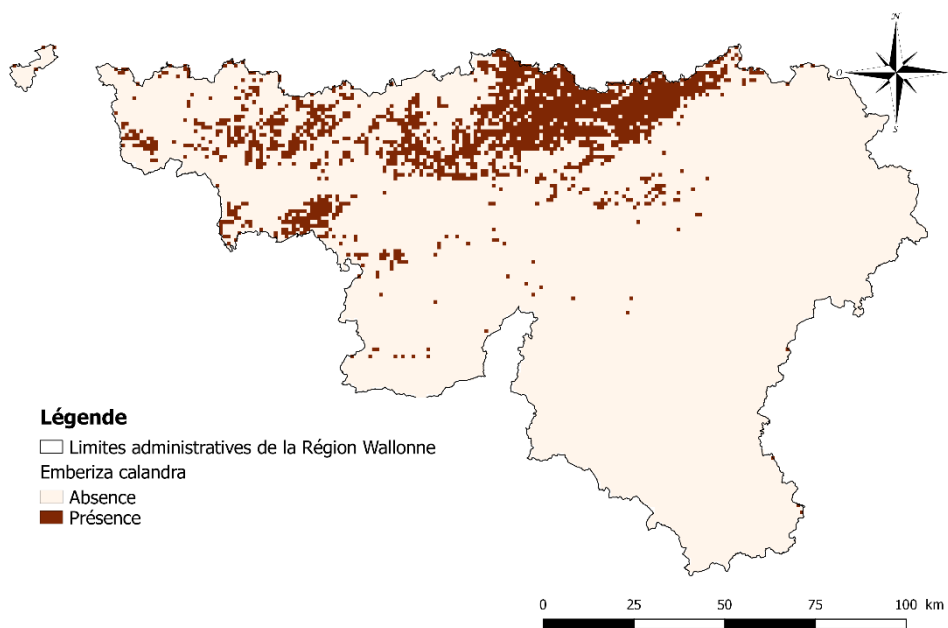 N
O
S
Légende
Limites administratives de la Région Wallonne
Emberiza calandra
Absence
Présence
0 25 50 75 100 km